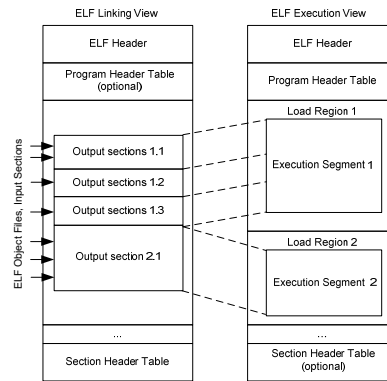 ELF Linking View
ELF Header
Program Header Table
(optional)
ELF Object Files, Input Sections
Output sections 1.1
Output sections 1.2
Output sections 1.3
Output section 2.1
...
Section Header Table
ELF Execution View
ELF Header
Program Header Table
Load Region 1
Execution Segment 1
Load Region 2
Execution Segment 2
...
Section Header Table
(optional)